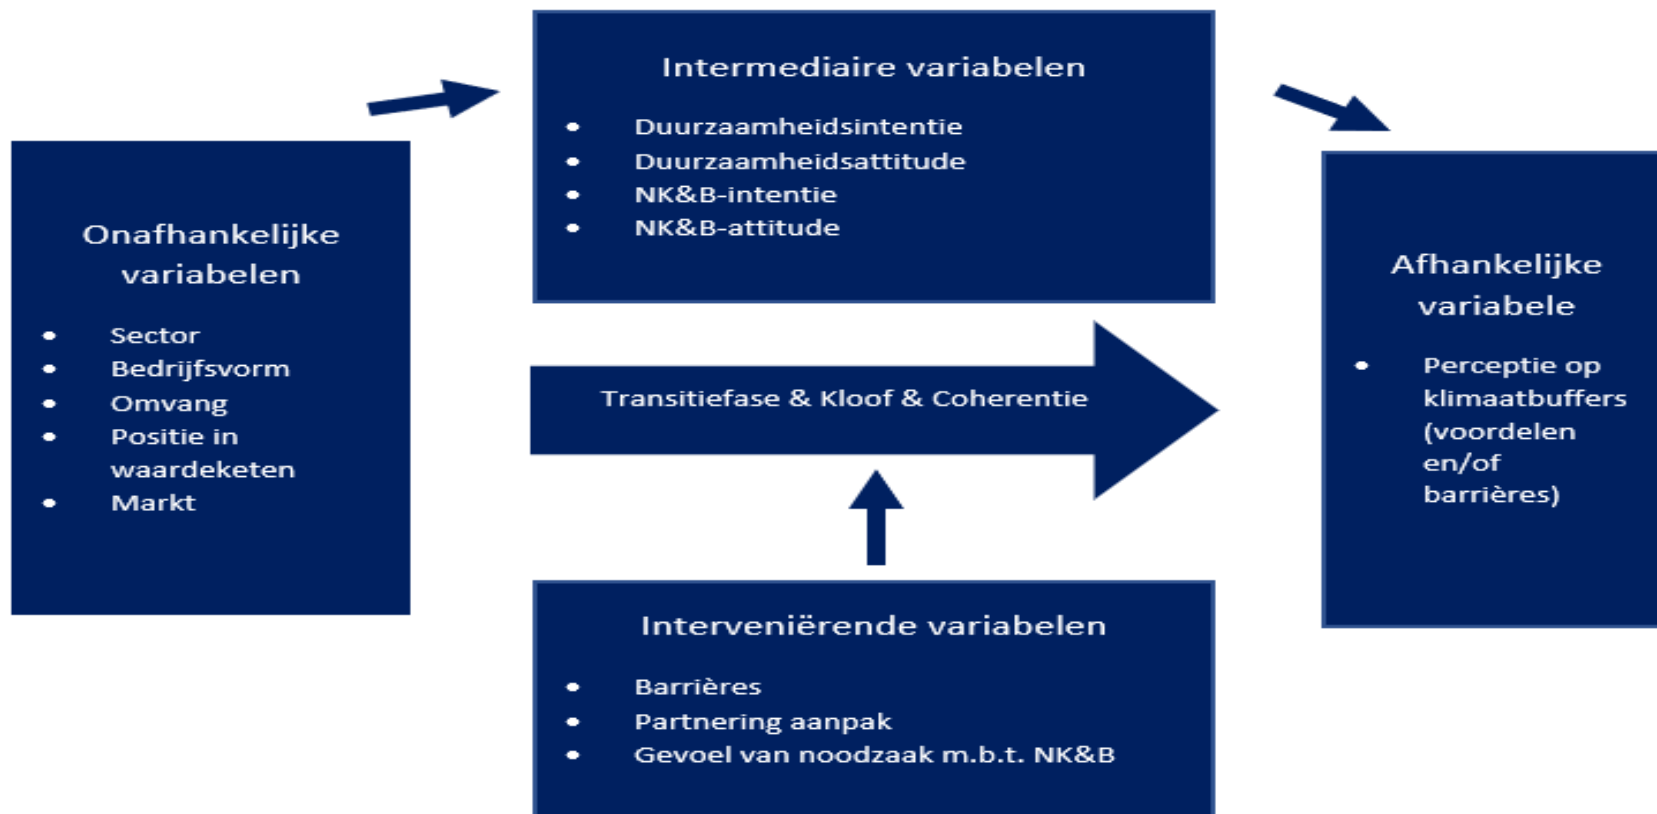 Intermediaire variabelen
• Duurzaamheidsintentie
• Duurzaamheidsattitude
• NK&B-intentie
• NK&B-attitude
Onafhankelijke
variabelen
• Sector
• Bedrijfsvorm
• Omvang
• Positie in
waardeketen
• Markt
Transitiefase & Kloof & Coherentie
Afhankelijke
variabele
• Perceptie op
klimaatbuffers
(voordelen
en/of
barrières)
Interveniërende variabelen
• Barrières
• Partnering aanpak
• Gevoel van noodzaak m.b.t. NK&B